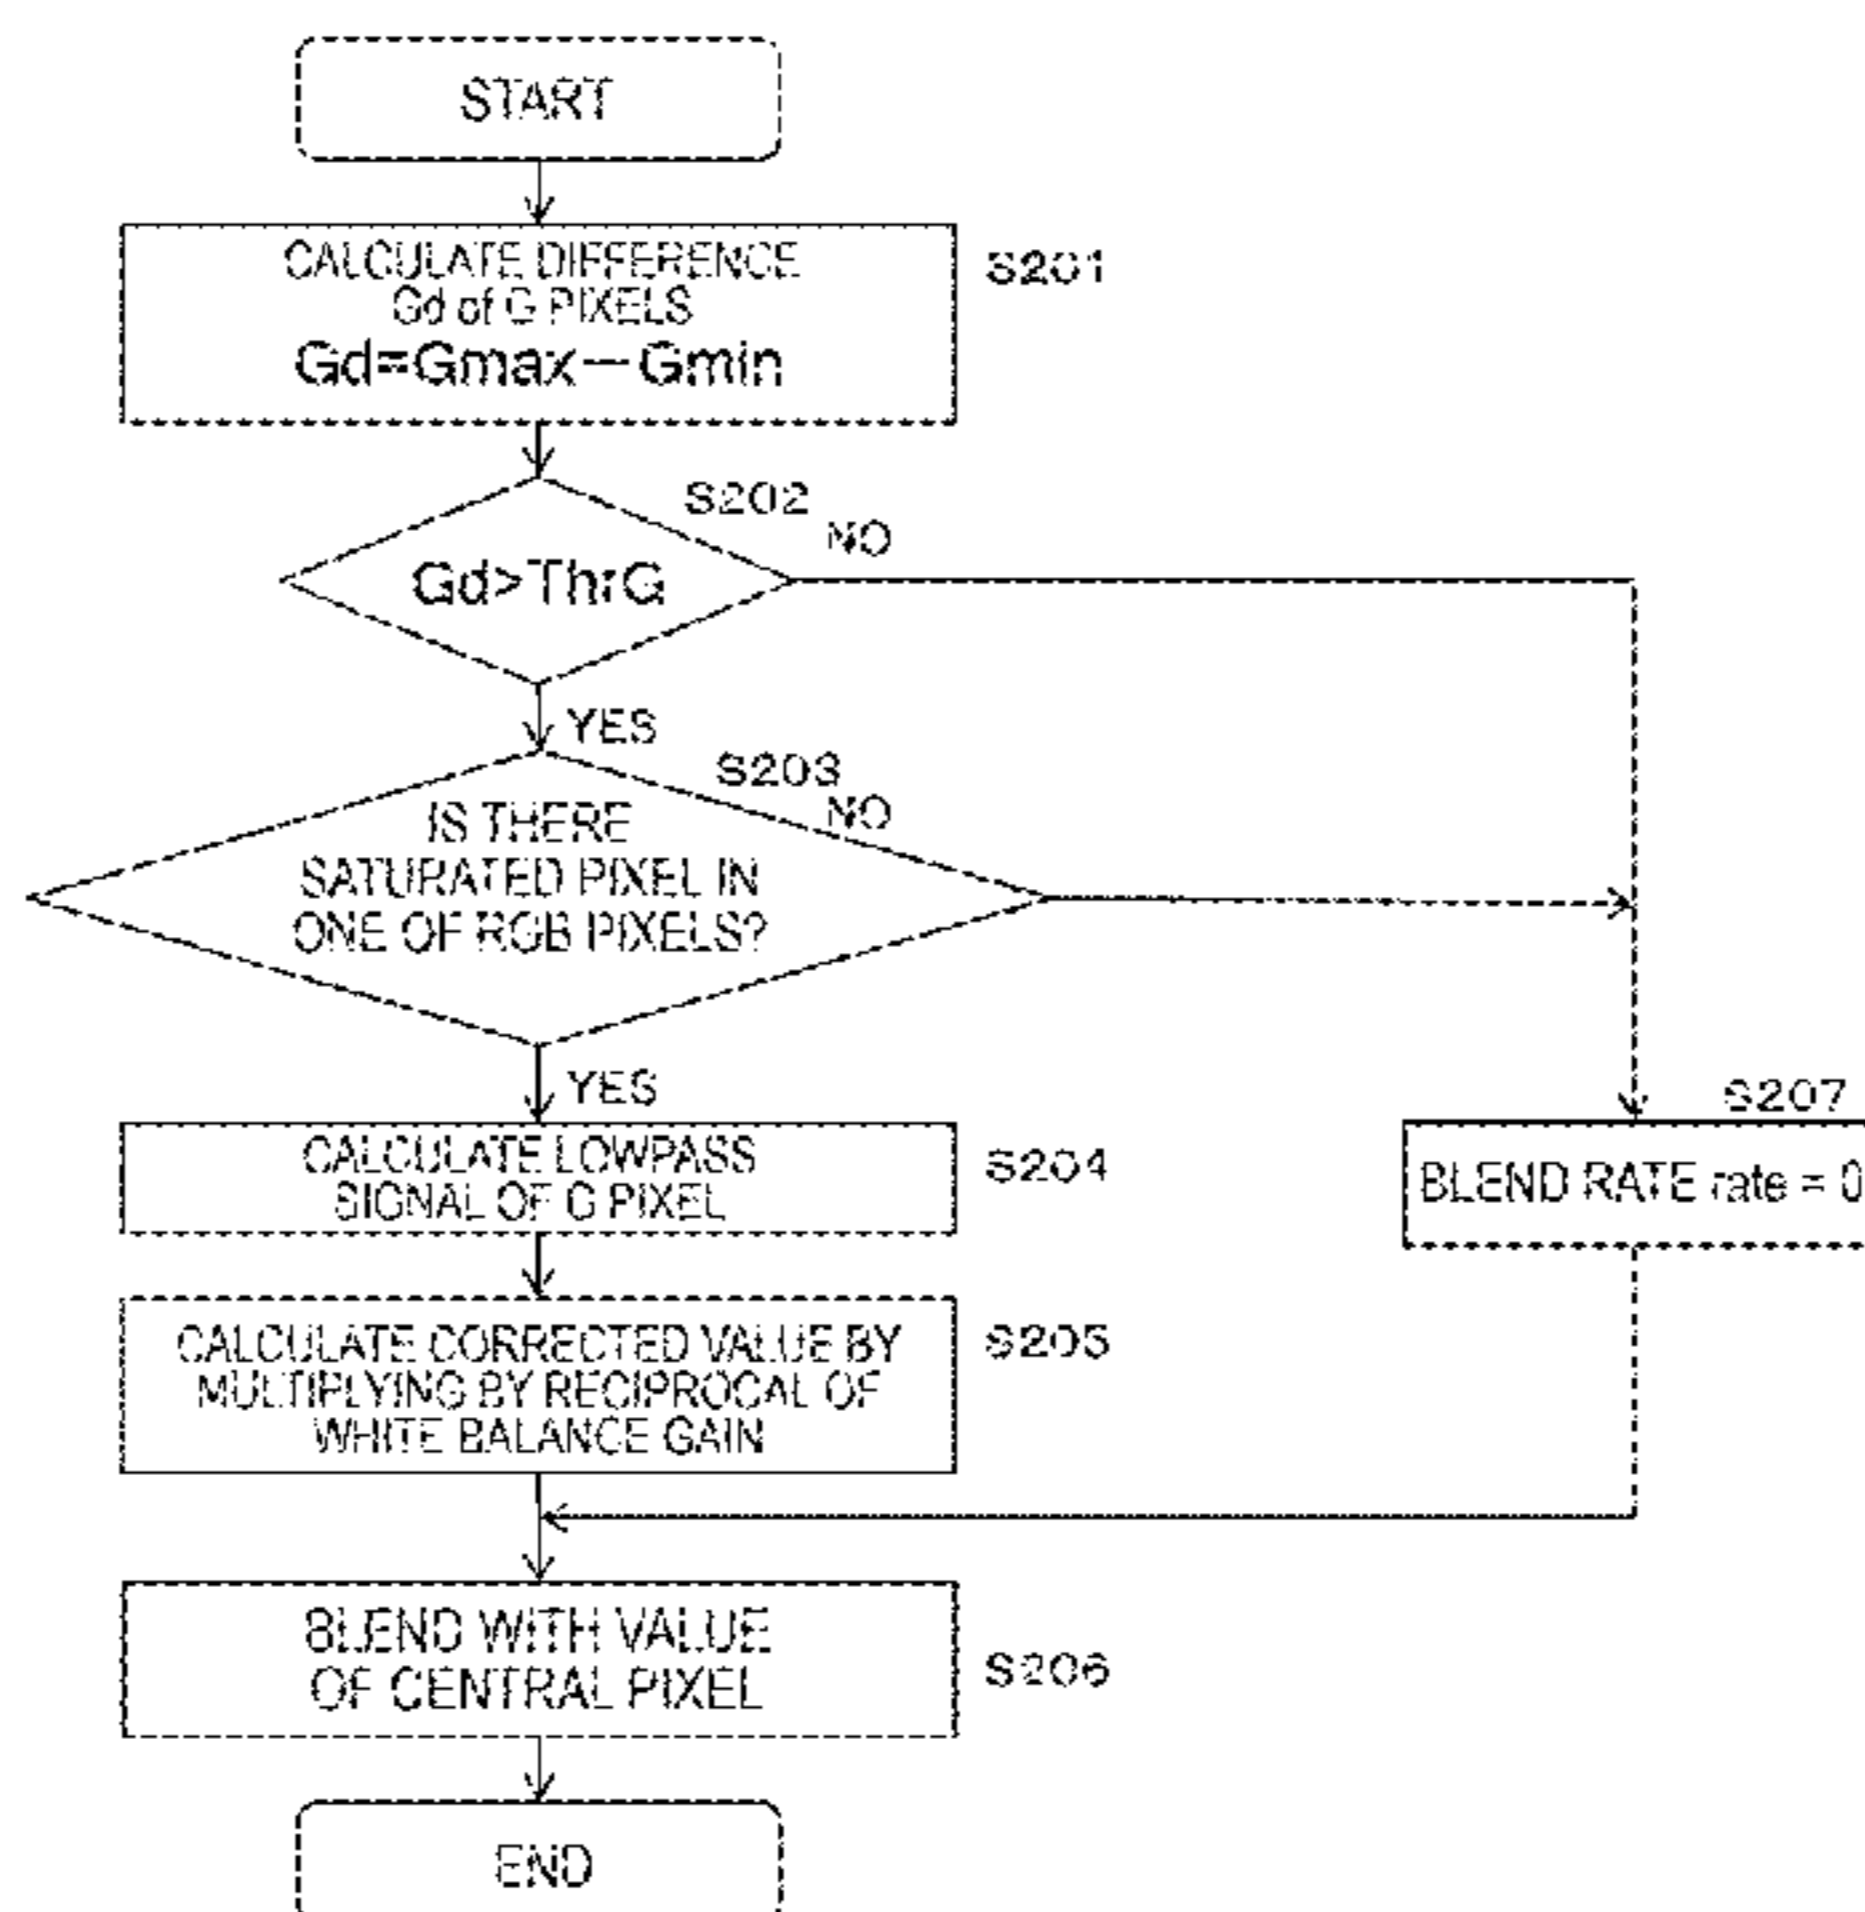 START
CALCULATE DIFFERENCE
Gd of G PIXELS
Gd=Gmax－Gmin
S201
S202
NO
Gd>ThrG
YES
S203
NO
IS THERE
SATURATED PIXEL IN
ONE OF RGB PIXELS?
YES
CALCULATE LOWPASS
SIGNAL OF G PIXEL
S204
S207
BLEND RATE rate = 0
CALCULATE CORRECTED VALUE BY
MULTIPLYING BY RECIPROCAL OF
WHITE BALANCE GAIN
S205
BLEND WITH VALUE
OF CENTRAL PIXEL
S206
END